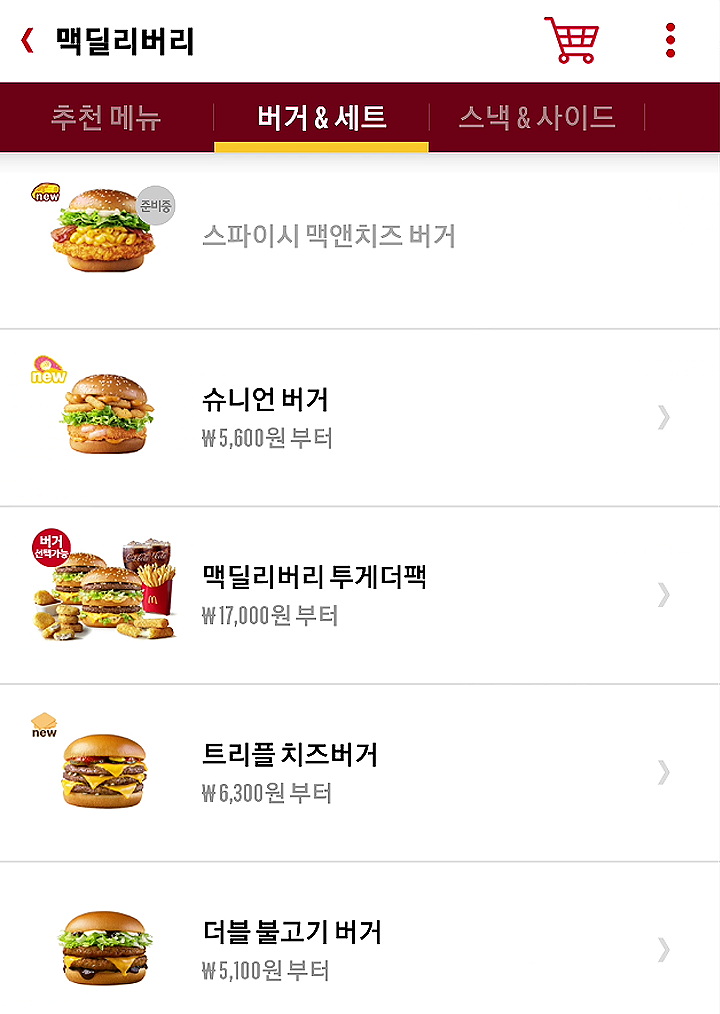 맥딜리버리
추천 메뉴
버거 & 세트
스낵 & 사이드
new
준비중
스파이시 맥앤치즈 버거
new
슈니언 버거
₩5,600원 부터
버거
선택가능
맥딜리버리 투게더팩
₩17,000원 부터
new
트리플 치즈버거
₩6,300원 부터
더블 불고기 버거
₩5,100원 부터